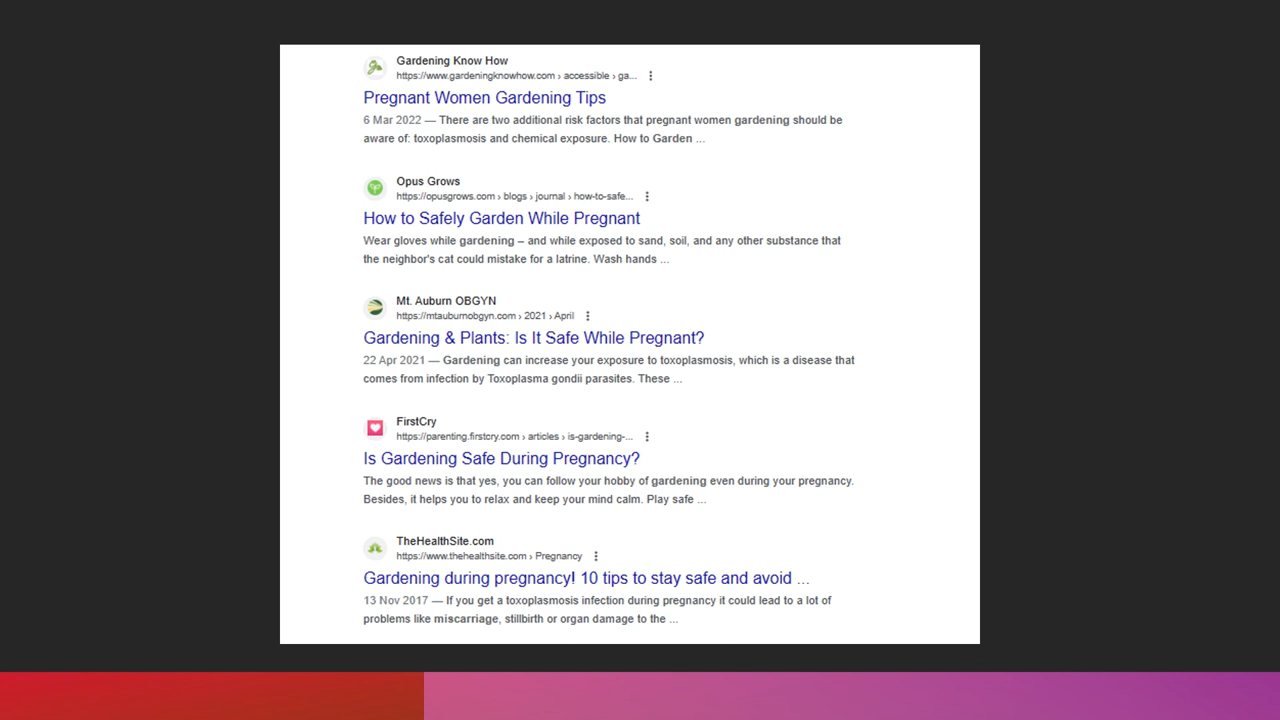 Gardening Know How
https://www.gardeningknowhow.com › accessible › ga...
Pregnant Women Gardening Tips
6 Mar 2022 — There are two additional risk factors that pregnant women gardening should be
aware of: toxoplasmosis and chemical exposure. How to Garden ...
Opus Grows
https://opusgrows.com › blogs › journal › how-to-safe...
How to Safely Garden While Pregnant
Wear gloves while gardening – and while exposed to sand, soil, and any other substance that
the neighbor's cat could mistake for a latrine. Wash hands ...
Mt. Auburn OBGYN
https://mtauburnobgyn.com › 2021 › April
Gardening & Plants: Is It Safe While Pregnant?
22 Apr 2021 — Gardening can increase your exposure to toxoplasmosis, which is a disease that
comes from infection by Toxoplasma gondii parasites. These ...
FirstCry
https://parenting.firstcry.com › articles › is-gardening-...
Is Gardening Safe During Pregnancy?
The good news is that yes, you can follow your hobby of gardening even during your pregnancy.
Besides, it helps you to relax and keep your mind calm. Play safe ...
TheHealthSite.com
https://www.thehealthsite.com › Pregnancy
Gardening during pregnancy! 10 tips to stay safe and avoid ...
13 Nov 2017 — If you get a toxoplasmosis infection during pregnancy it could lead to a lot of
problems like miscarriage, stillbirth or organ damage to the ...